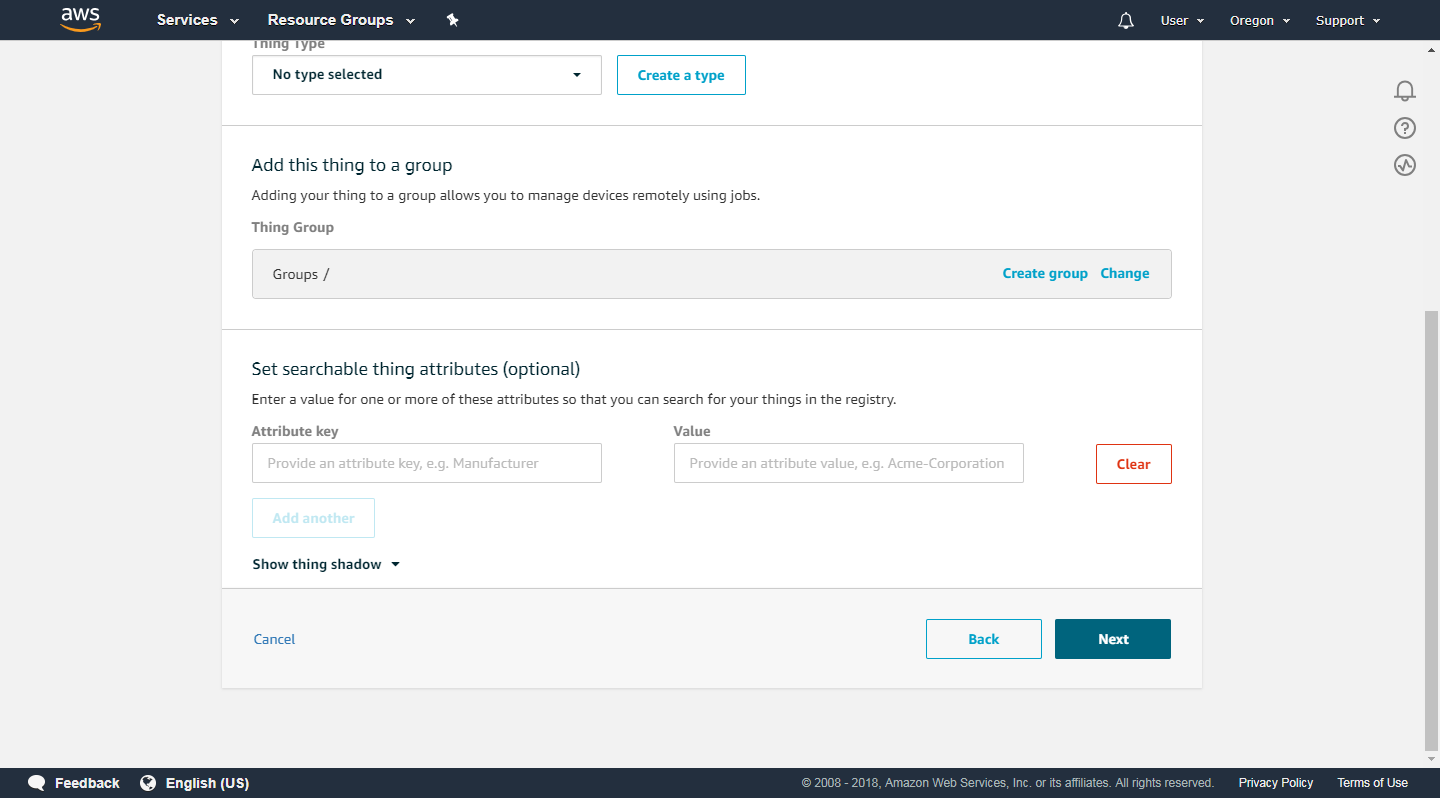 aws Services Resource Groups User Oregon Support
Thing Type
No type selected Create a type
Add this thing to a group
Adding your thing to a group allows you to manage devices remotely using jobs.
Thing Group
Groups / Create group Change
Set searchable thing attributes (optional)
Enter a value for one or more of these attributes so that you can search for your things in the registry.
Attribute key Value
Provide an attribute key, e.g. Manufacturer Provide an attribute value, e.g. Acme-Corporation Clear
Add another
Show thing shadow
Cancel Back Next
Feedback English (US) © 2008 - 2018, Amazon Web Services, Inc. or its affiliates. All rights reserved. Privacy Policy Terms of Use